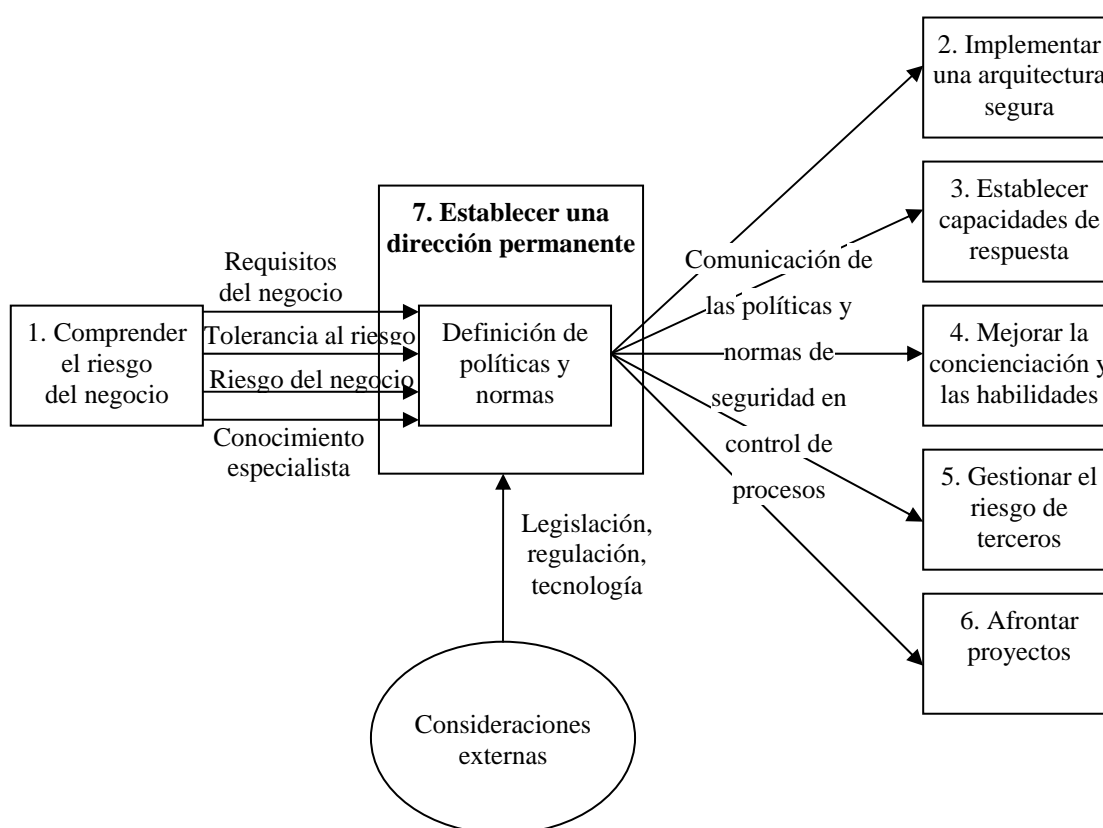 1. Comprender
el riesgo
del negocio
Requisitos
del negocio
Tolerancia al riesgo
Riesgo del negocio
Conocimiento
especialista
7. Establecer una
dirección permanente
Definición de
políticas y
normas
Legislación,
regulación,
tecnología
Consideraciones
externas
Comunicación de
las políticas y
normas de
seguridad en
control de
procesos
2. Implementar
una arquitectura
segura
3. Establecer
capacidades de
respuesta
4. Mejorar la
concienciación y
las habilidades
5. Gestionar el
riesgo de
terceros
6. Afrontar
proyectos